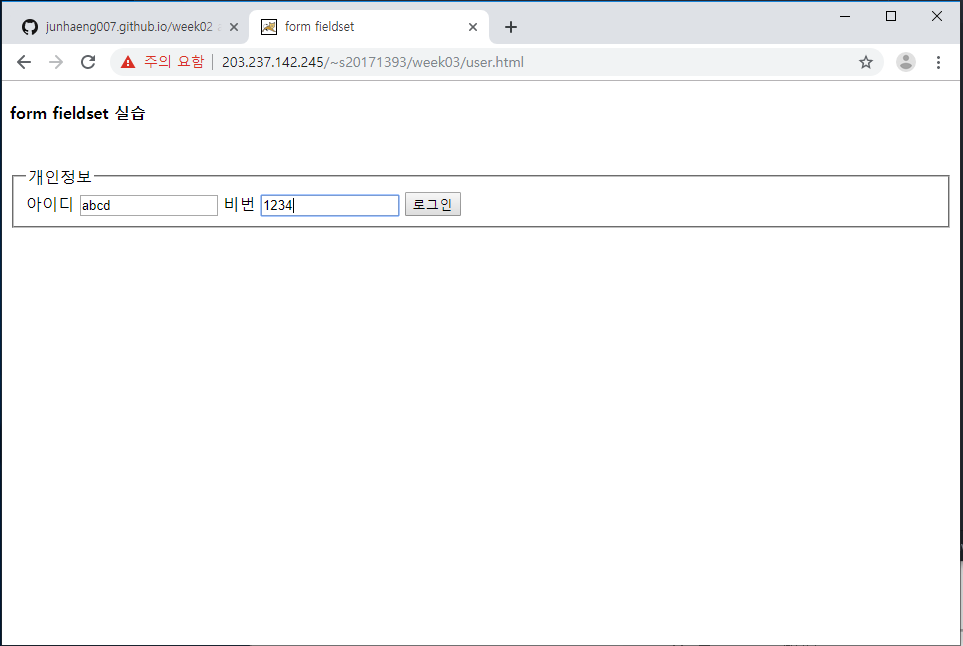 junhaeng007.github.io/week02
form fieldset
주의 요함
203.237.142.245/~s20171393/week03/user.html
form fieldset 실습
개인정보
아이디 abcd 비번 1234 로그인